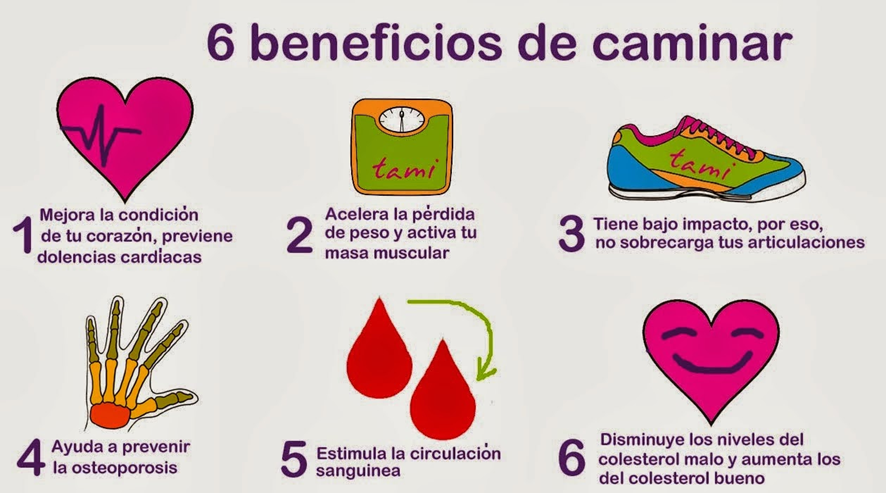 6 beneficios de caminar
tami
tami
1 Mejora la condición
de tu corazón, previene
dolencias cardíacas
2 Acelera la pérdida
de peso y activa tu
masa muscular
3 Tiene bajo impacto, por eso,
no sobrecarga tus articulaciones
4 Ayuda a prevenir
la osteoporosis
5 Estimula la circulación
sanguinea
6 Disminuye los niveles del
colesterol malo y aumenta los
del colesterol bueno